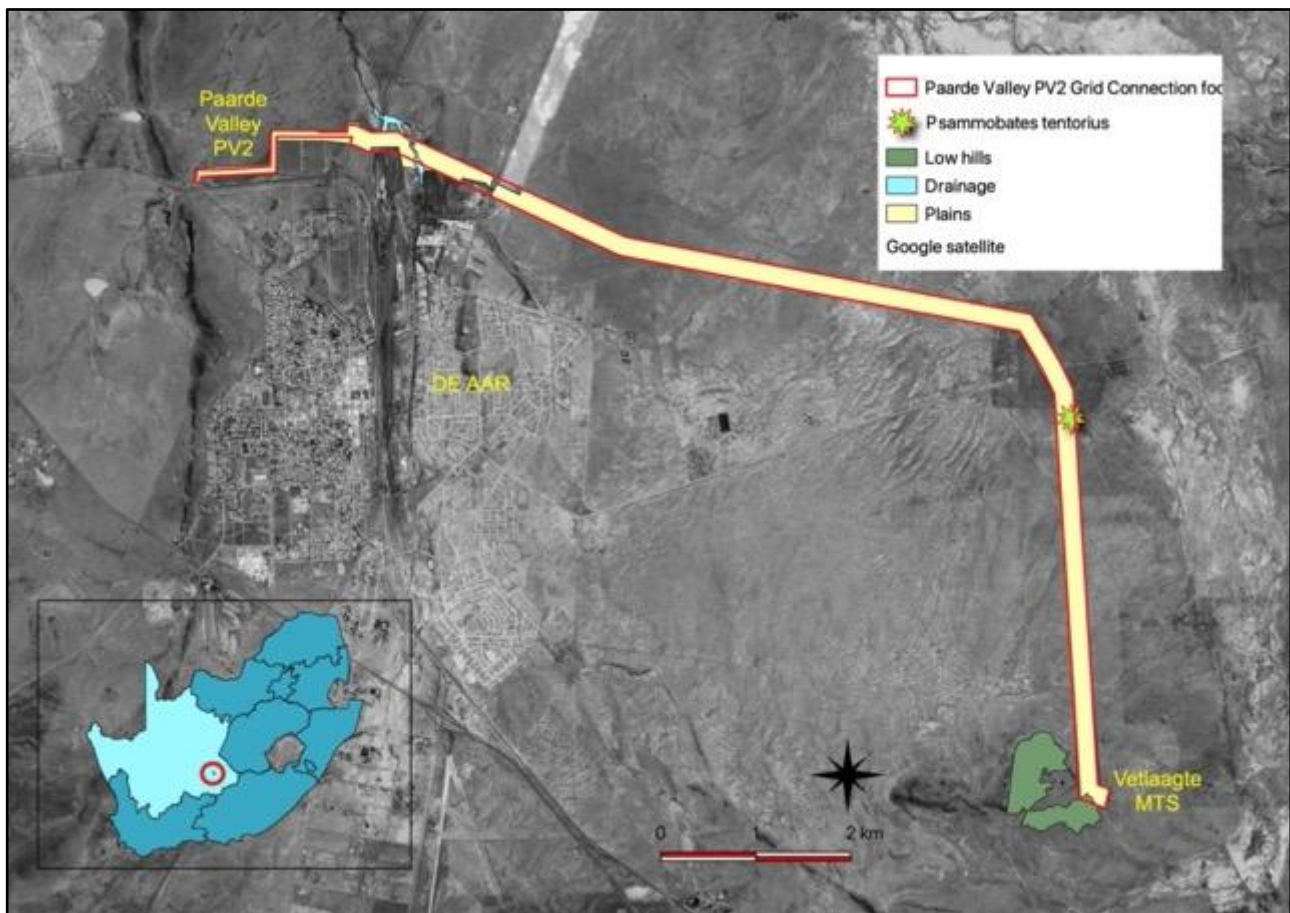 Paarde
Valley
PV2
Paarde Valley PV2 Grid Connection foo
Psammobates tentorius
Low hills
Drainage
Plains
Google satellite
DE AAR
Vetlaagte
MTS
0 1 2 km